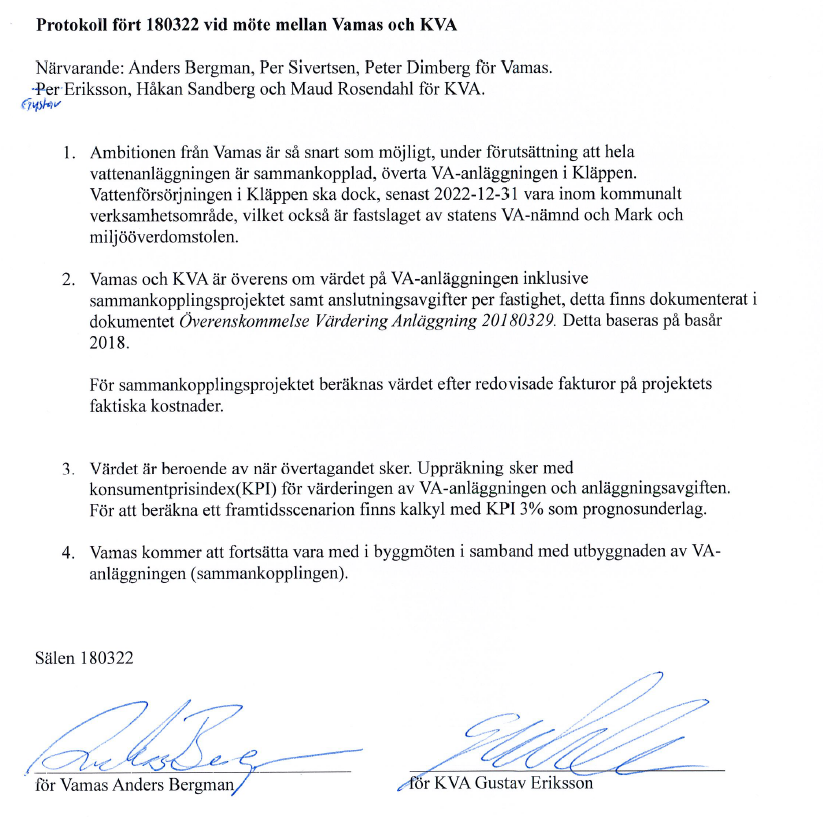 Protokoll fört 180322 vid möte mellan Vamas och KVA
Närvarande: Anders Bergman, Per Sivertsen, Peter Dimberg för Vamas.
Per Eriksson, Håkan Sandberg och Maud Rosendahl för KVA.
Gustav
1. Ambitionen från Vamas är så snart som möjligt, under förutsättning att hela
vattenanläggningen är sammankopplad, överta VA-anläggningen i Kläppen.
Vattenförsörjningen i Kläppen ska dock, senast 2022-12-31 vara inom kommunalt
verksamhetsområde, vilket också är fastslaget av statens VA-nämnd och Mark och
miljööverdomstolen.
2. Vamas och KVA är överens om värdet på VA-anläggningen inklusive
sammankopplingsprojektet samt anslutningsavgifter per fastighet, detta finns dokumenterat i
dokumentet Överenskommelse Värdering Anläggning 20180329. Detta baseras på basår
2018.
För sammankopplingsprojektet beräknas värdet efter redovisade fakturor på projektets
faktiska kostnader.
3. Värdet är beroende av när övertagandet sker. Uppräkning sker med
konsumentprisindex(KPI) för värderingen av VA-anläggningen och anläggningsavgiften.
För att beräkna ett framtidsscenarion finns kalkyl med KPI 3% som prognosunderlag.
4. Vamas kommer att fortsätta vara med i byggmöten i samband med utbyggnaden av VA-
anläggningen (sammankopplingen).
Sälen 180322
för Vamas Anders Bergman
för KVA Gustav Eriksson